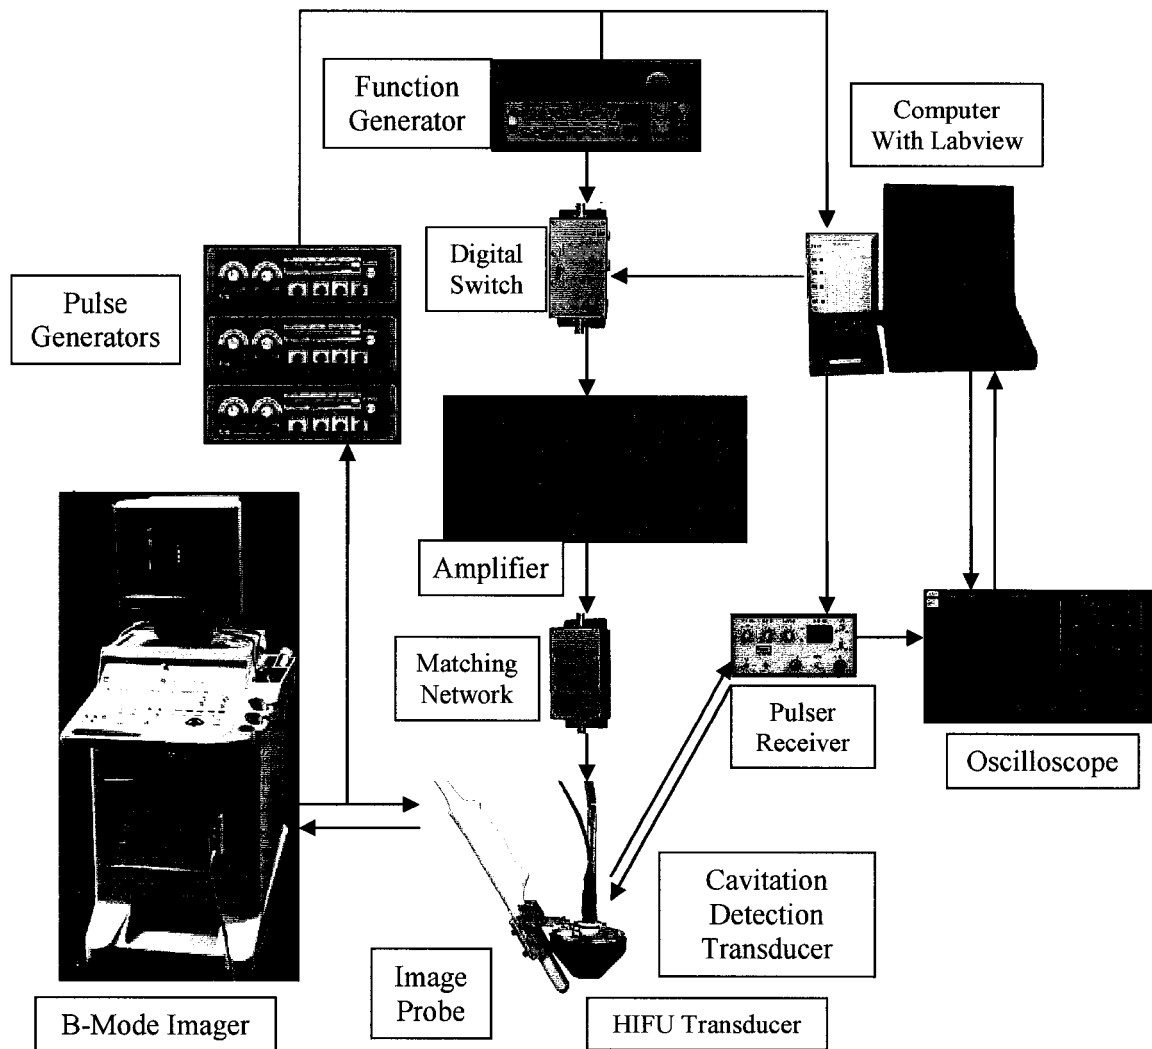 Function
Generator
Computer
With Labview
Digital
Switch
Pulse
Generators
Amplifier
Matching
Network
Pulser
Receiver
Oscilloscope
Cavitation
Detection
Transducer
Image
Probe
B-Mode Imager
HIFU Transducer